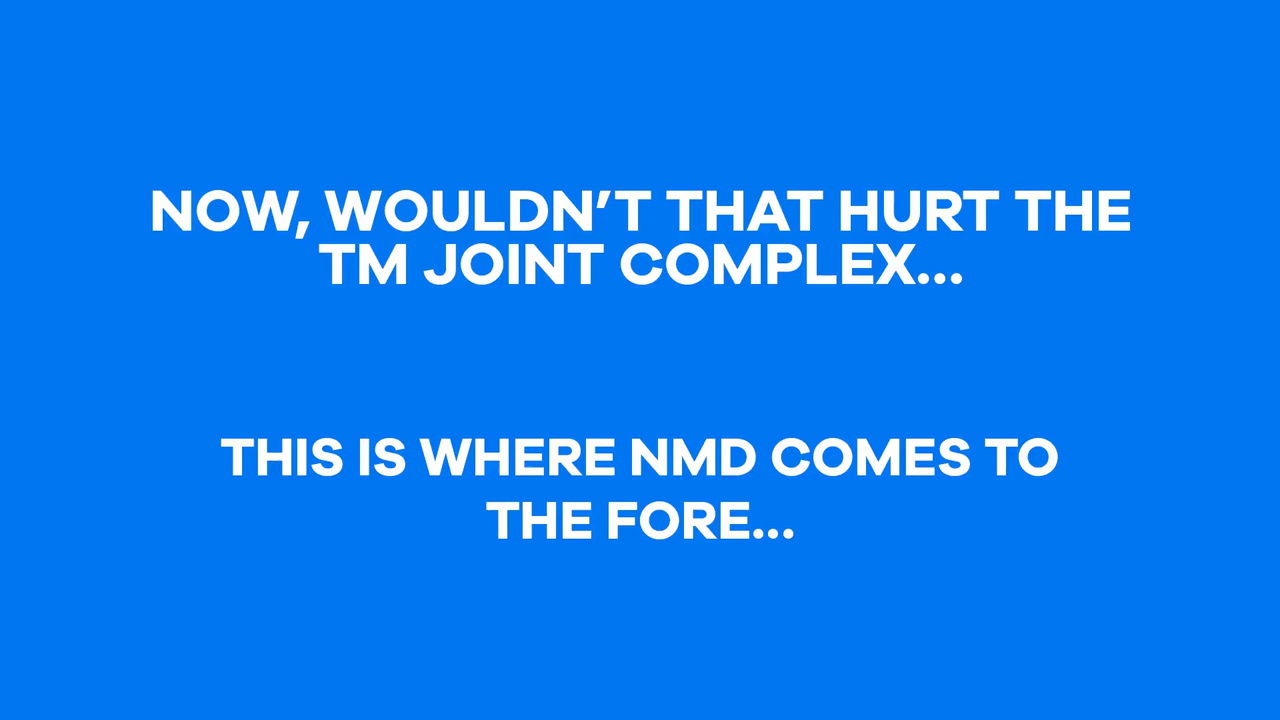 NOW, WOULDN’T THAT HURT THE
TM JOINT COMPLEX...
THIS IS WHERE NMD COMES TO
THE FORE...